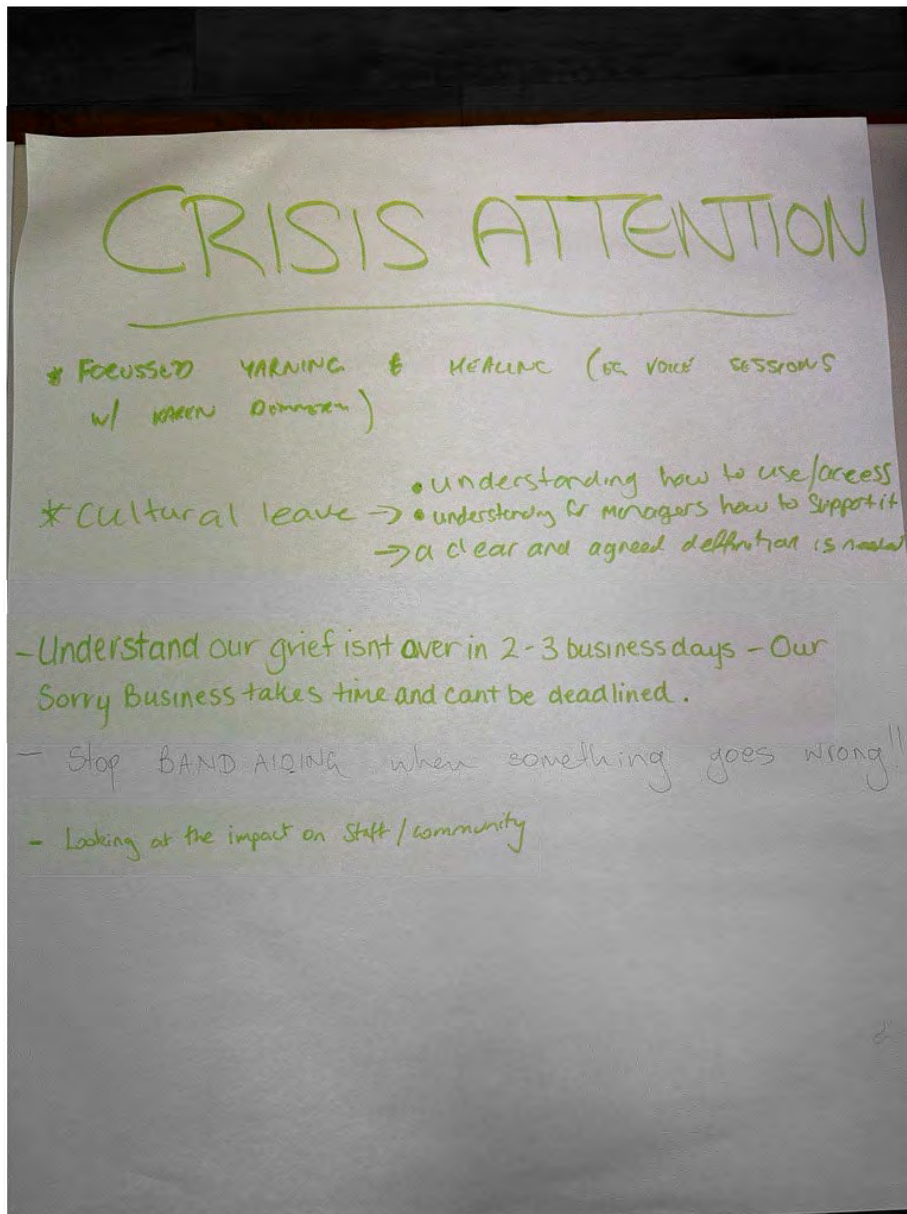 CRISIS ATTENTION
* FOCUSSED YARNING & HEALING (EG VOICE SESSIONS
w/ KAREN
* Cultural leave → • understanding how to use/access
• understanding for managers how to support it
→ a clear and agreed deffintion is needed
- Understand our grief isnt over in 2-3 business days - Our
Sorry Business takes time and cant be deadlined.
- Stop BAND AIDING when something goes wrong!!
- Looking at the impact on Staff/community